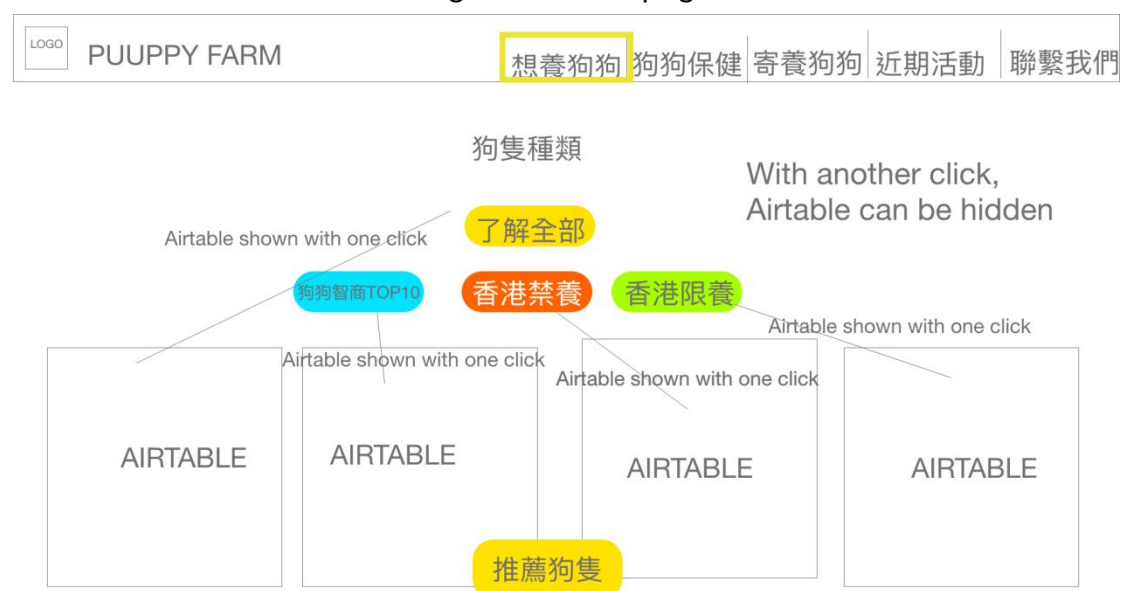 LOGO
PUUPPY FARM
想養狗狗
狗狗保健
寄養狗狗
近期活動
聯繫我們
狗隻種類
With another click,
Airtable can be hidden
了解全部
Airtable shown with one click
狗狗智商TOP10
香港禁養
香港限養
Airtable shown with one click
Airtable shown with one click
Airtable shown with one click
AIRTABLE
AIRTABLE
AIRTABLE
AIRTABLE
推薦狗隻